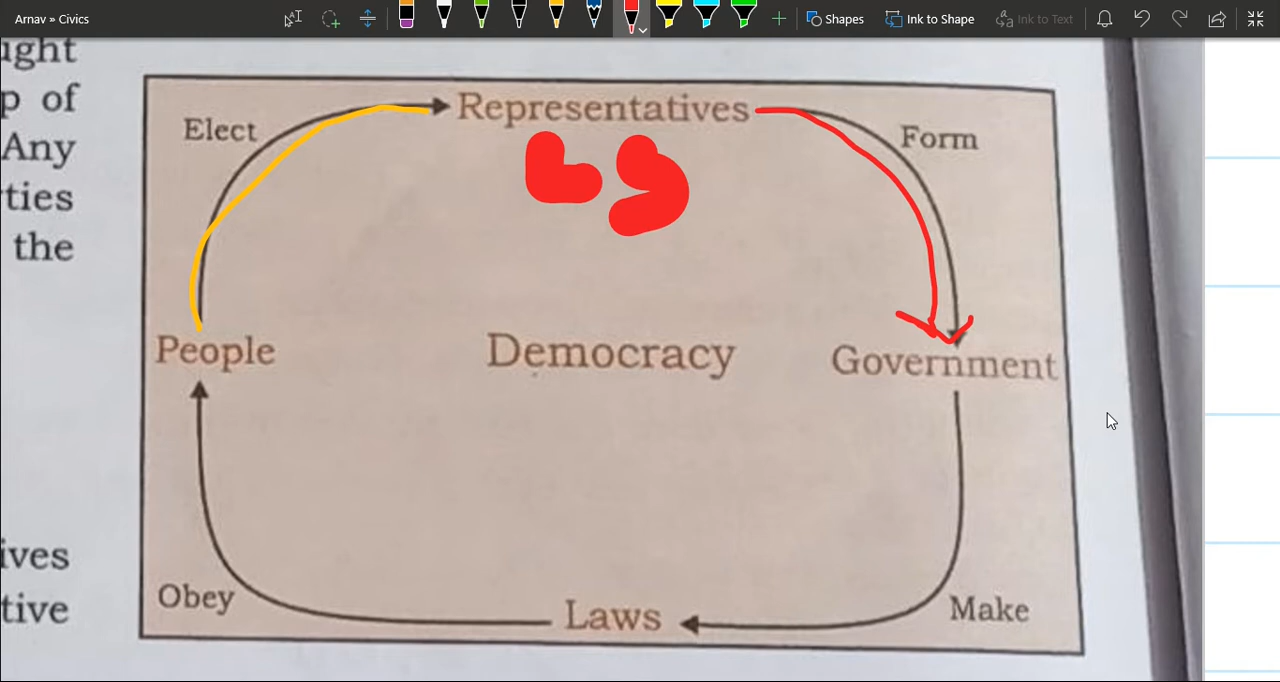 Arnav » Civics
Shapes
Ink to Shape
Ink to Text
ught
p of
Any
ties
the
ives
tive
Elect
Representatives
Form
People
Democracy
Government
Obey
Laws
Make